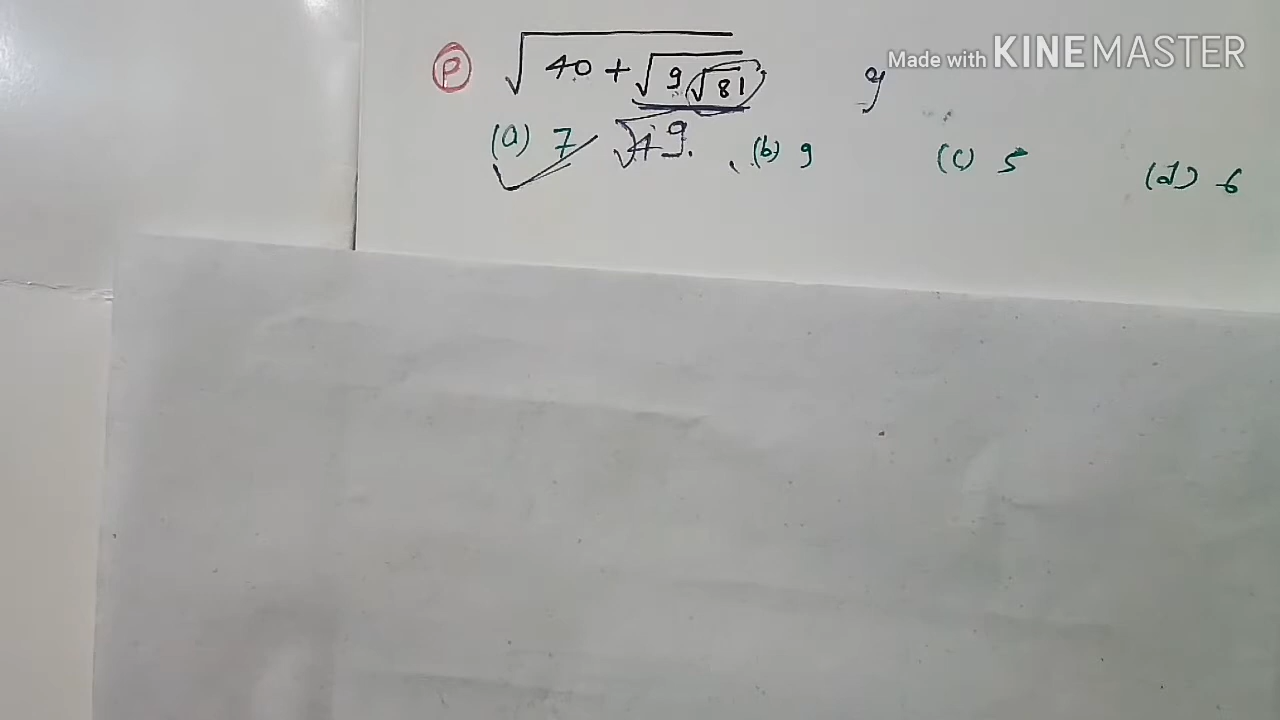 Made with KINEMASTER
(P) √(40 + √(9√81)) 9
(a) 7 √49. (b) 9 (c) 5 (d) 6